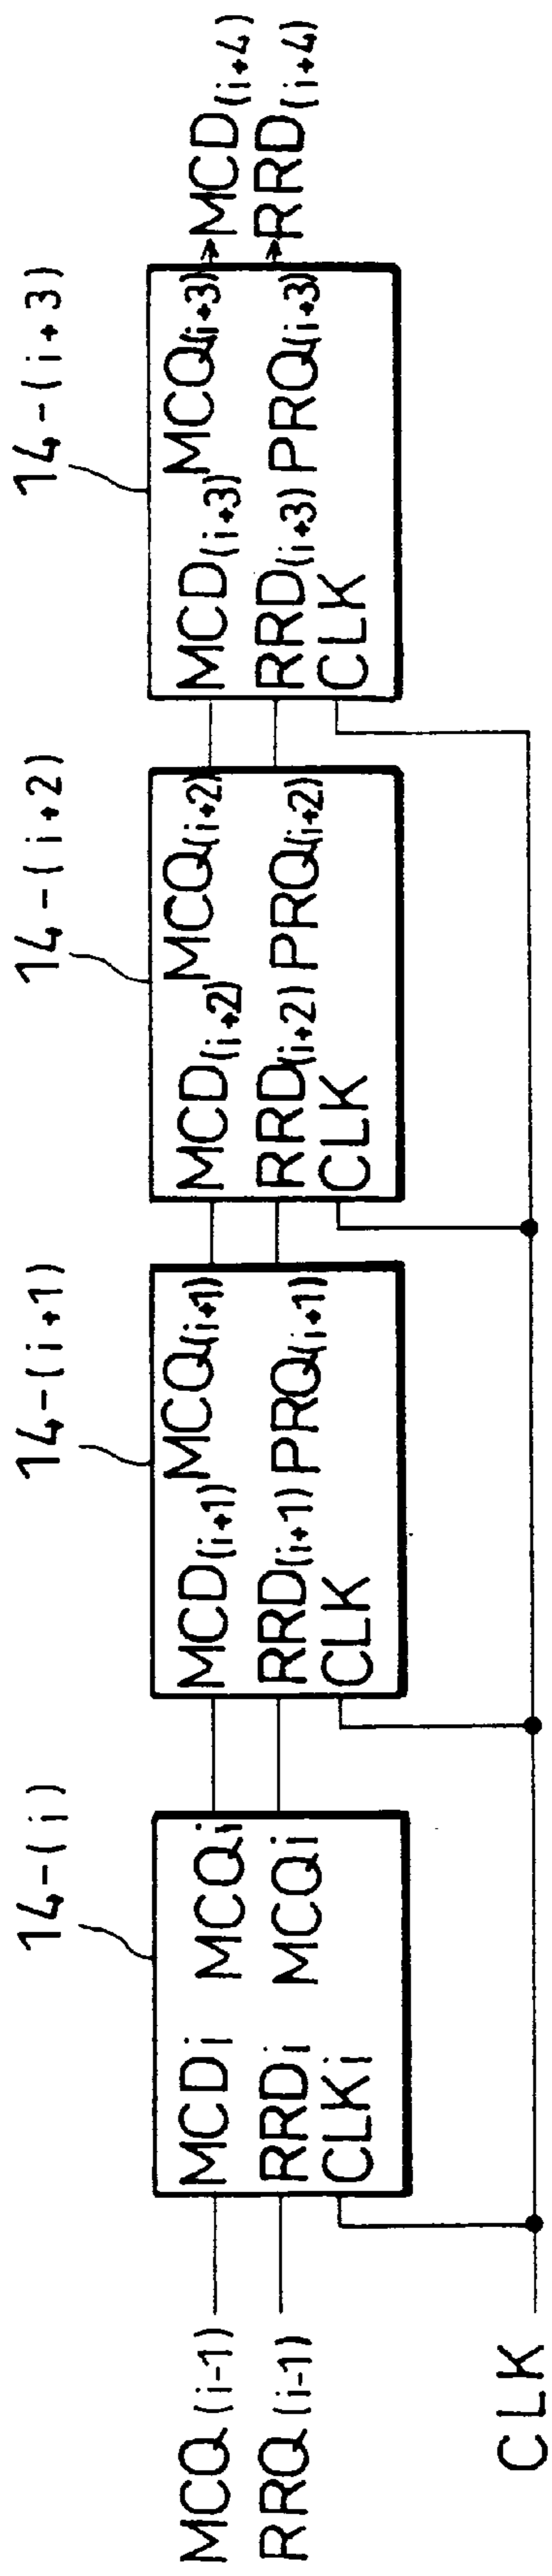 14-(i)
14-(i+1)
14-(i+2)
14-(i+3)
MCQ(i-1)
RRQ(i-1)
CLK
MCDi MCQi
RRDi MCQi
CLKi
MCD(i+1) MCQ(i+1)
RRD(i+1) PRQ(i+1)
CLK
MCD(i+2) MCQ(i+2)
RRD(i+2) PRQ(i+2)
CLK
MCD(i+3) MCQ(i+3)
RRD(i+3) PRQ(i+3)
CLK
MCD(i+4)
RRD(i+4)